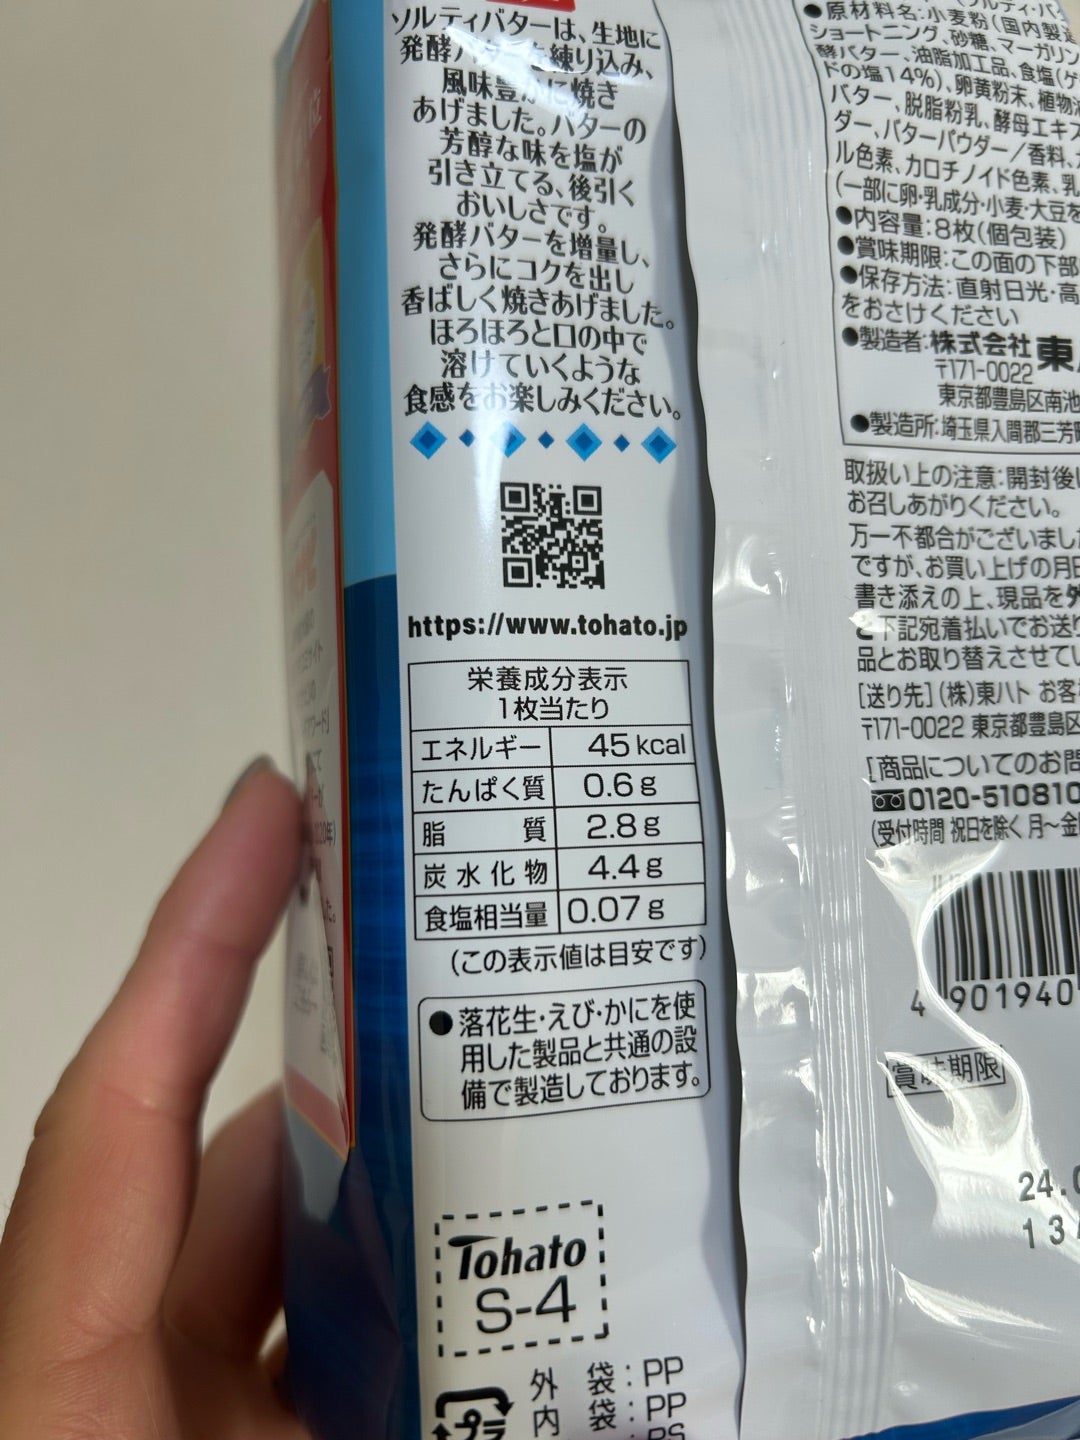 ソルティバターは、生地に
発酵バターを練り込み、
風味豊かに焼き
あげました。バターの
芳醇な味を塩が
引き立てる、後引く
おいしさです。
発酵バターを増量し、
さらにコクを出し
香ばしく焼きあげました。
ほろほろと口の中で
溶けていくような
食感をお楽しみください。
https://www.tohato.jp
栄養成分表示
1枚当たり
エネルギー 45kcal
たんぱく質 0.6g
脂質 2.8g
炭水化物 4.4g
食塩相当量 0.07g
(この表示値は目安です)
●落花生・えび・かにを使
用した製品と共通の設
備で製造しております。
Tohato
S-4
外袋:PP
内袋:PP
:PS
プラ
●原材料名:小麦粉(国内製造
ショートニング、砂糖、マーガリン
酵バター、油脂加工品、食塩(ゲ
ドの塩14%)、卵黄粉末、植物油
バター、脱脂粉乳、酵母エキス
ダー、バターパウダー/香料、
ル色素、カロチノイド色素、乳
(一部に卵・乳成分・小麦・大豆を
●内容量:8枚(個包装)
●賞味期限:この面の下部
●保存方法:直射日光・高
をおさけください
●製造者:株式会社東
〒171-0022
東京都豊島区南池
●製造所:埼玉県入間郡三芳町
取扱い上の注意:開封後
お召しあがりください。
万一不都合がございました
ですが、お買い上げの月日
書き添えの上、現品を外
と下記宛着払いでお送り
品とお取り替えさせてい
[送り先](株)東ハト お客
〒171-0022 東京都豊島区
[商品についてのお問
0120-510810
(受付時間 祝日を除く 月~金
4 901940
賞味期限
24.
13